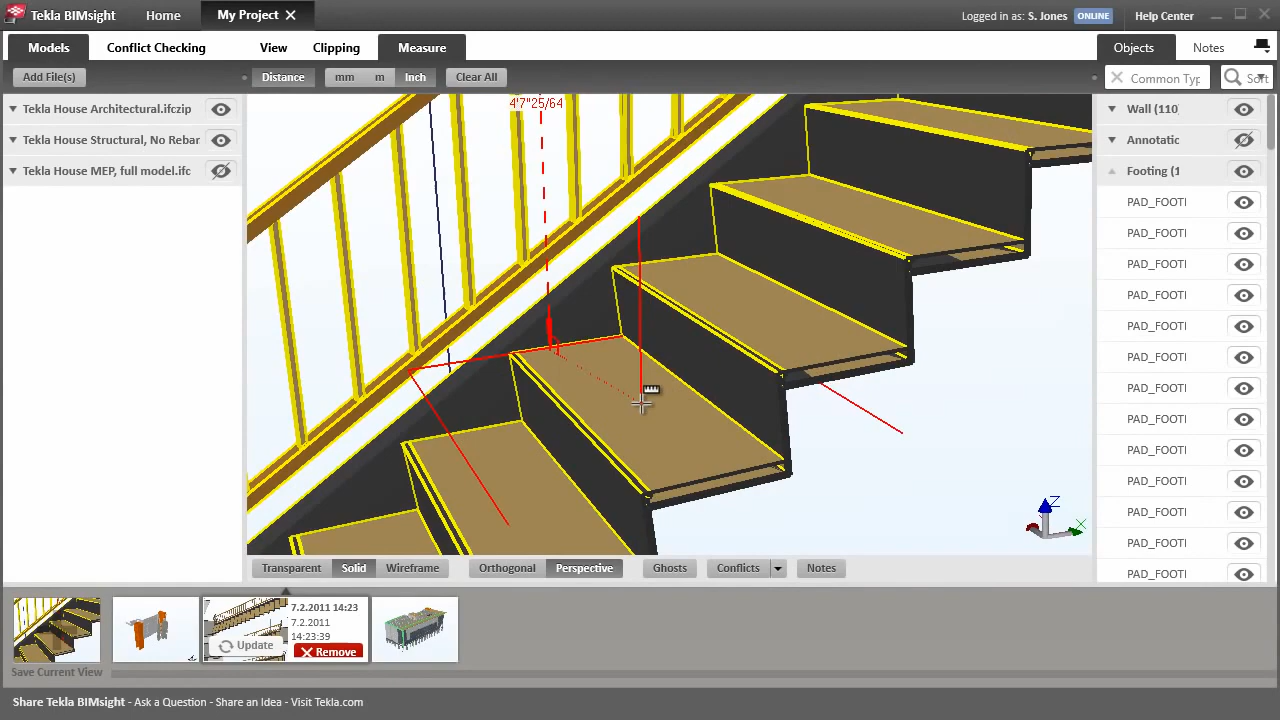 Tekla BIMsight Home My Project Logged in as: S. Jones ONLINE Help Center
Models Conflict Checking View Clipping Measure Objects Notes
Add File(s) Distance mm m Inch Clear All Common Typ Sort
Tekla House Architectural.ifczip
Tekla House Structural, No Rebar
Tekla House MEP, full model.ifc
4'7"25/64
Z
X
Wall (110)
Annotatic
Footing (1
PAD_FOOTI
PAD_FOOTI
PAD_FOOTI
PAD_FOOTI
PAD_FOOTI
PAD_FOOTI
PAD_FOOTI
PAD_FOOTI
PAD_FOOTI
PAD_FOOTI
PAD_FOOTI
PAD_FOOTI
PAD_FOOTI
Transparent Solid Wireframe Orthogonal Perspective Ghosts Conflicts Notes
7.2.2011 14:23
7.2.2011
14:23:39
Update
Remove
Save Current View
Share Tekla BIMsight - Ask a Question - Share an Idea - Visit Tekla.com